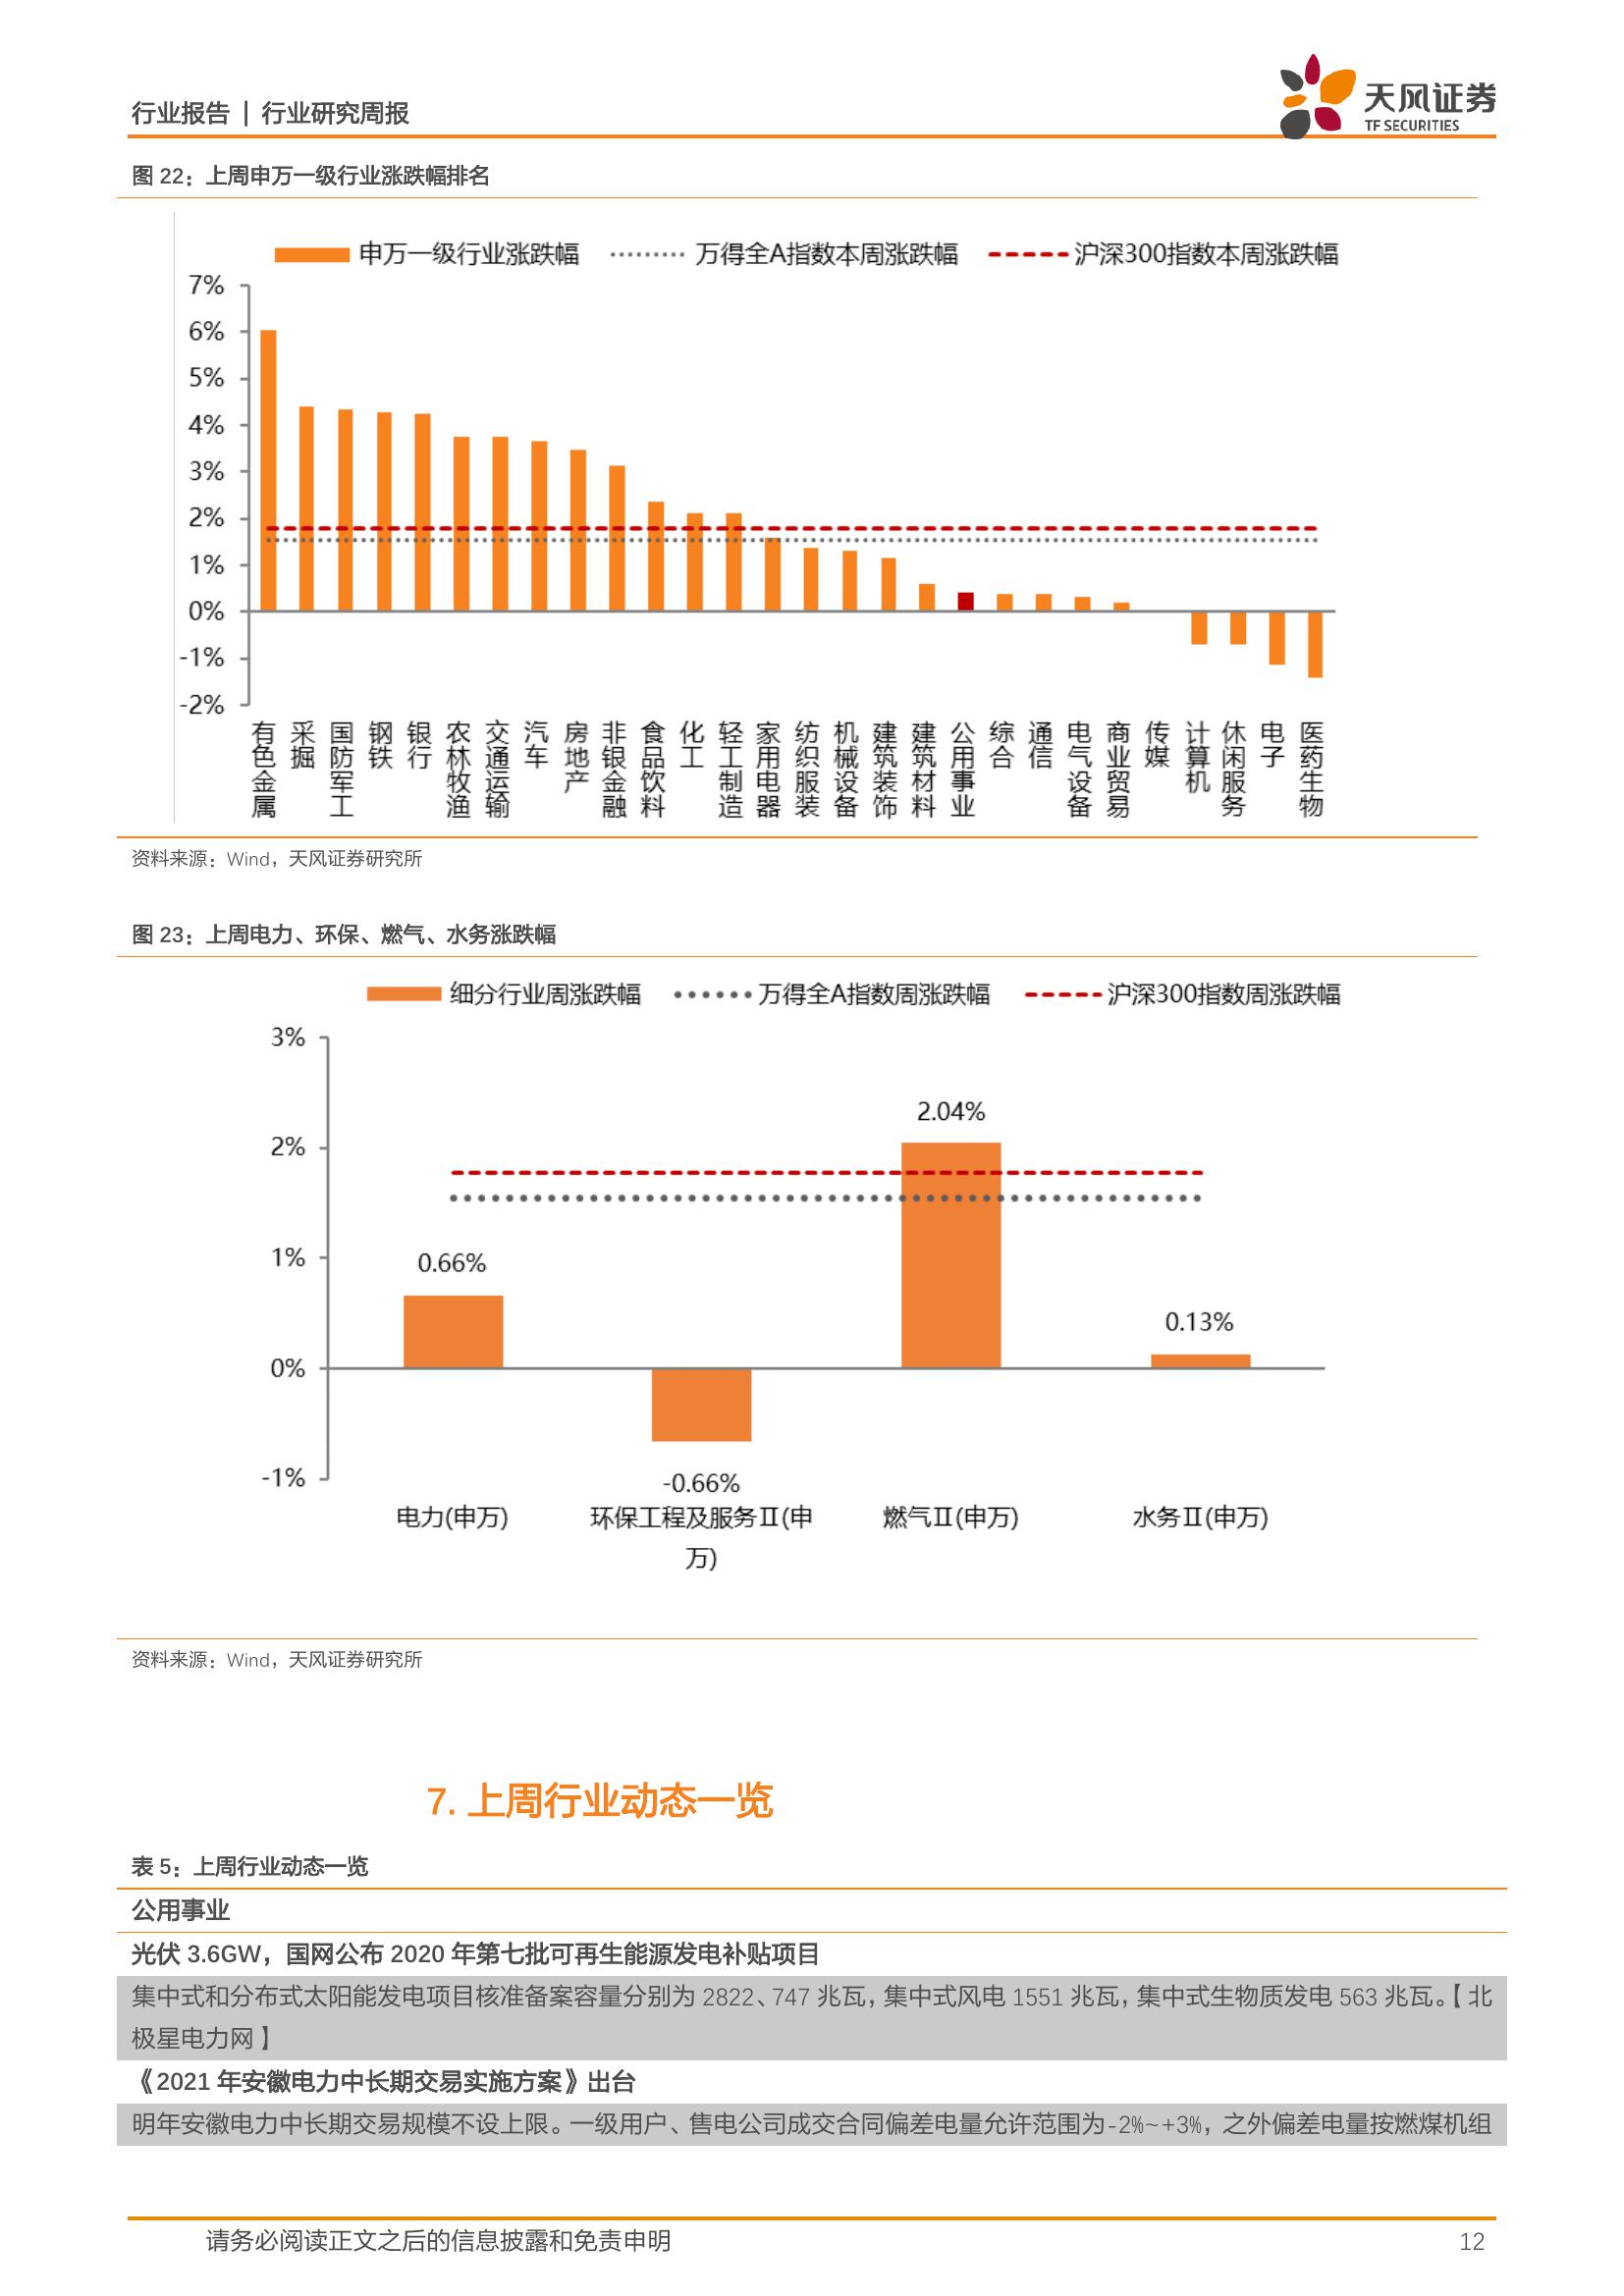 行业报告 | 行业研究周报
天风证券
TF SECURITIES
图 22：上周申万一级行业涨跌幅排名
申万一级行业涨跌幅 万得全A指数本周涨跌幅 沪深300指数本周涨跌幅
7%
6%
5%
4%
3%
2%
1%
0%
-1%
-2%
有色金属 采掘 国防军工 钢铁 银行 农林牧渔 交通运输 汽车 房地产 非银金融 食品饮料 化工 轻工制造 家用电器 纺织服装 机械设备 建筑装饰 建筑材料 公用事业 综合 通信 电气设备 商业贸易 传媒 计算机 休闲服务 电子 医药生物
资料来源：Wind，天风证券研究所
图 23：上周电力、环保、燃气、水务涨跌幅
细分行业周涨跌幅 万得全A指数周涨跌幅 沪深300指数周涨跌幅
3%
2%
1%
0%
-1%
0.66%
-0.66%
2.04%
0.13%
电力(申万) 环保工程及服务Ⅱ(申 燃气Ⅱ(申万) 水务Ⅱ(申万)
万)
资料来源：Wind，天风证券研究所
7. 上周行业动态一览
表 5：上周行业动态一览
公用事业
光伏 3.6GW，国网公布 2020 年第七批可再生能源发电补贴项目
集中式和分布式太阳能发电项目核准备案容量分别为 2822、747 兆瓦，集中式风电 1551 兆瓦，集中式生物质发电 563 兆瓦。【北
极星电力网】
《2021 年安徽电力中长期交易实施方案》出台
明年安徽电力中长期交易规模不设上限。一级用户、售电公司成交合同偏差电量允许范围为-2%~+3%，之外偏差电量按燃煤机组
请务必阅读正文之后的信息披露和免责申明
12